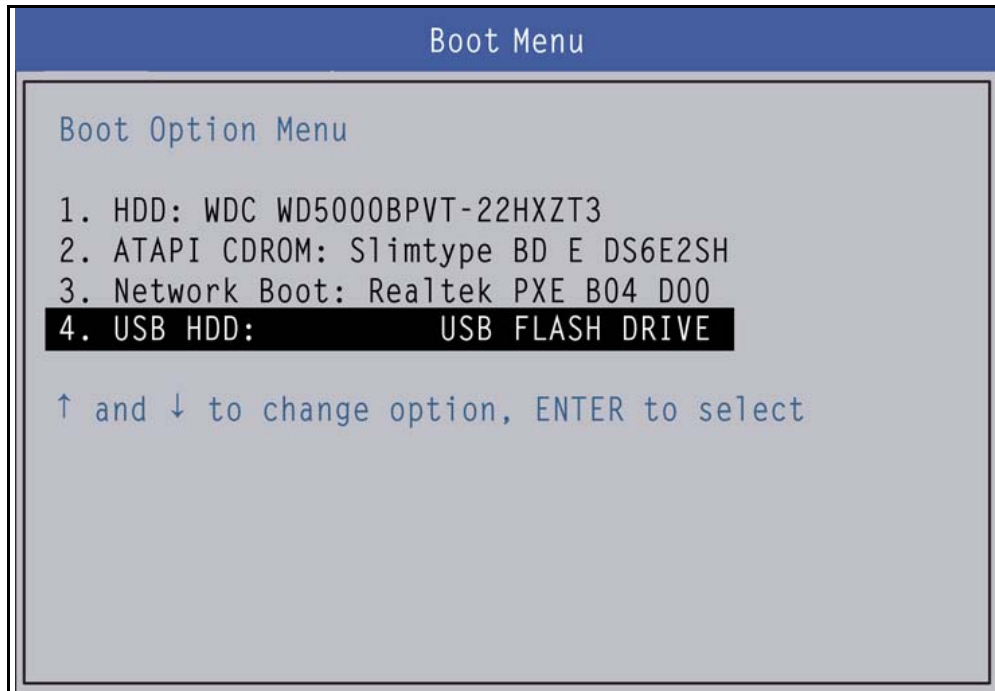 Boot Menu
Boot Option Menu
1. HDD: WDC WD5000BPVT-22HXZT3
2. ATAPI CDROM: Slimtype BD E DS6E2SH
3. Network Boot: Realtek PXE B04 D00
4. USB HDD: USB FLASH DRIVE
↑ and ↓ to change option, ENTER to select